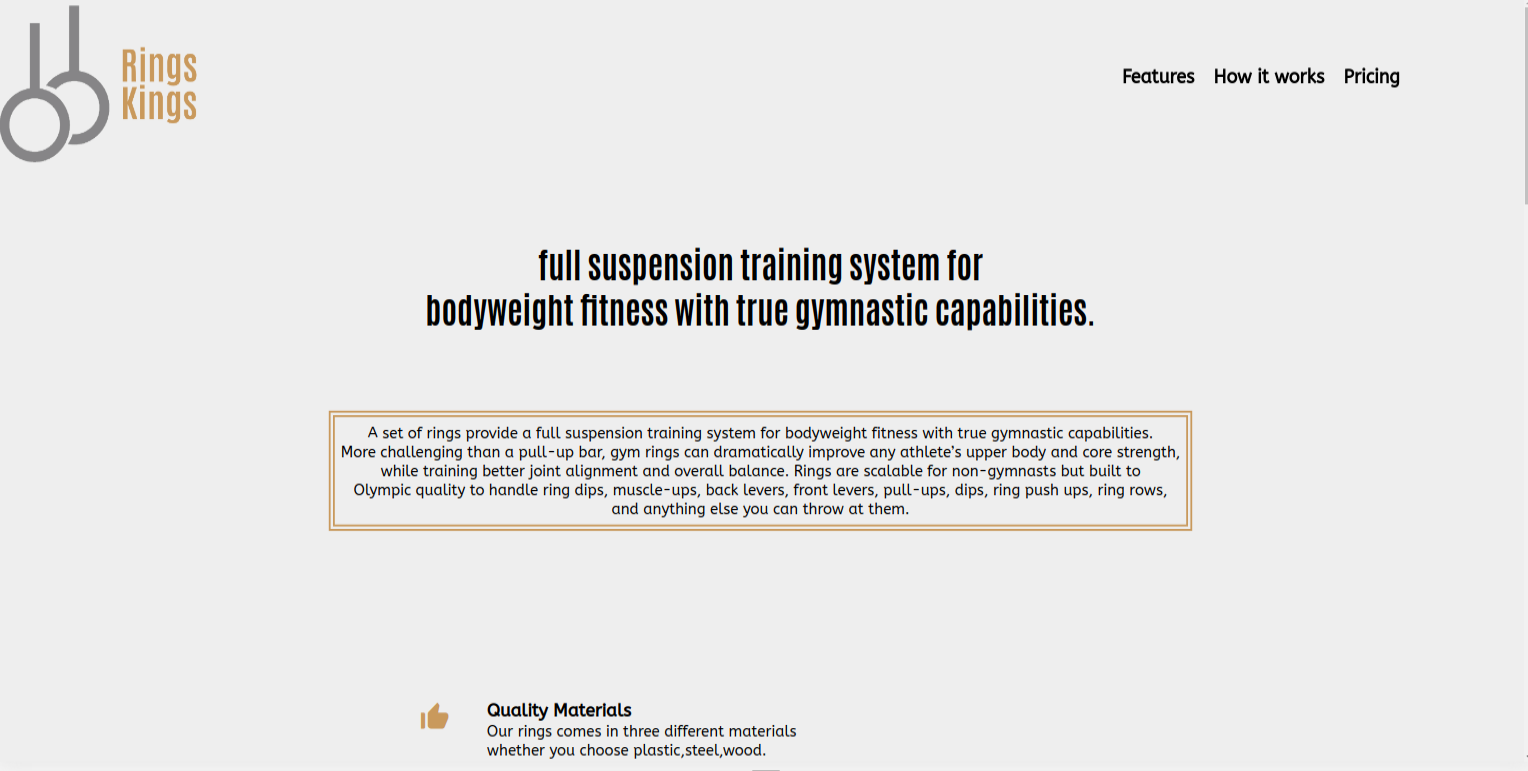 Rings
Kings
Features How it works Pricing
full suspension training system for
bodyweight fitness with true gymnastic capabilities.
A set of rings provide a full suspension training system for bodyweight fitness with true gymnastic capabilities.
More challenging than a pull-up bar, gym rings can dramatically improve any athlete’s upper body and core strength,
while training better joint alignment and overall balance. Rings are scalable for non-gymnasts but built to
Olympic quality to handle ring dips, muscle-ups, back levers, front levers, pull-ups, dips, ring push ups, ring rows,
and anything else you can throw at them.
Quality Materials
Our rings comes in three different materials
whether you choose plastic,steel,wood.